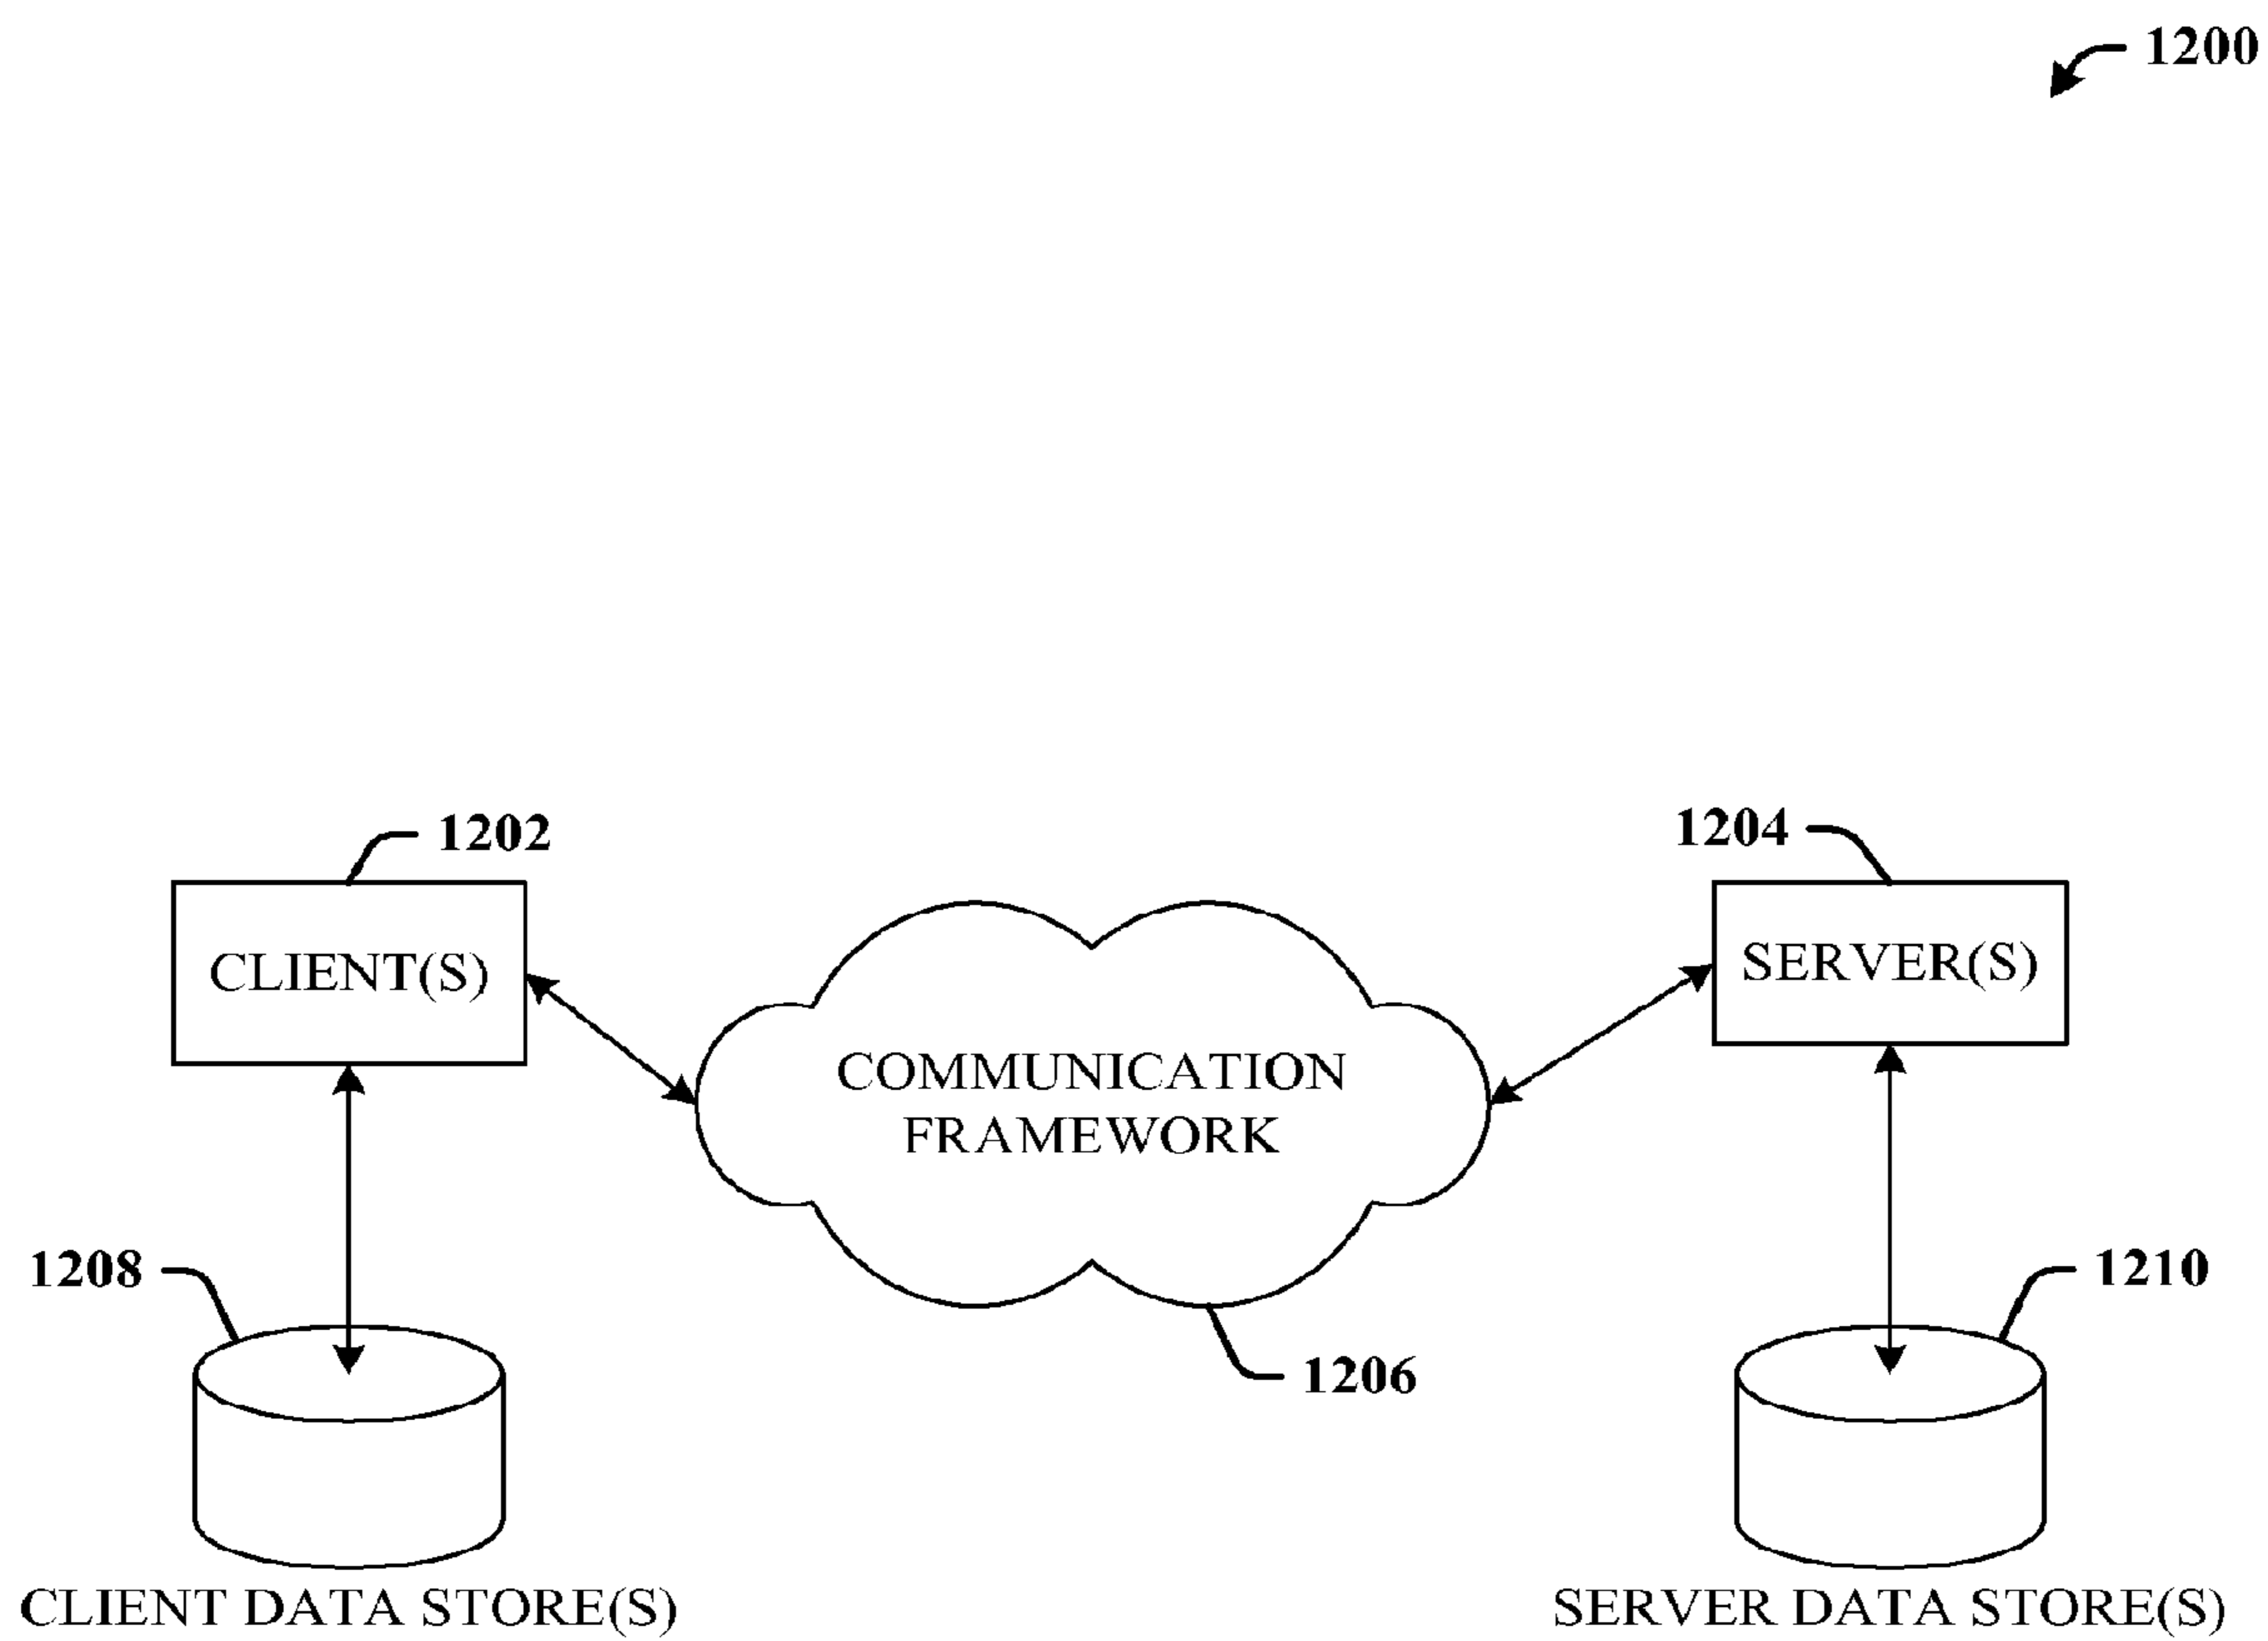 1200
1202
1204
CLIENT(S)
SERVER(S)
COMMUNICATION
FRAMEWORK
1208
1210
1206
CLIENT DATA STORE(S)
SERVER DATA STORE(S)